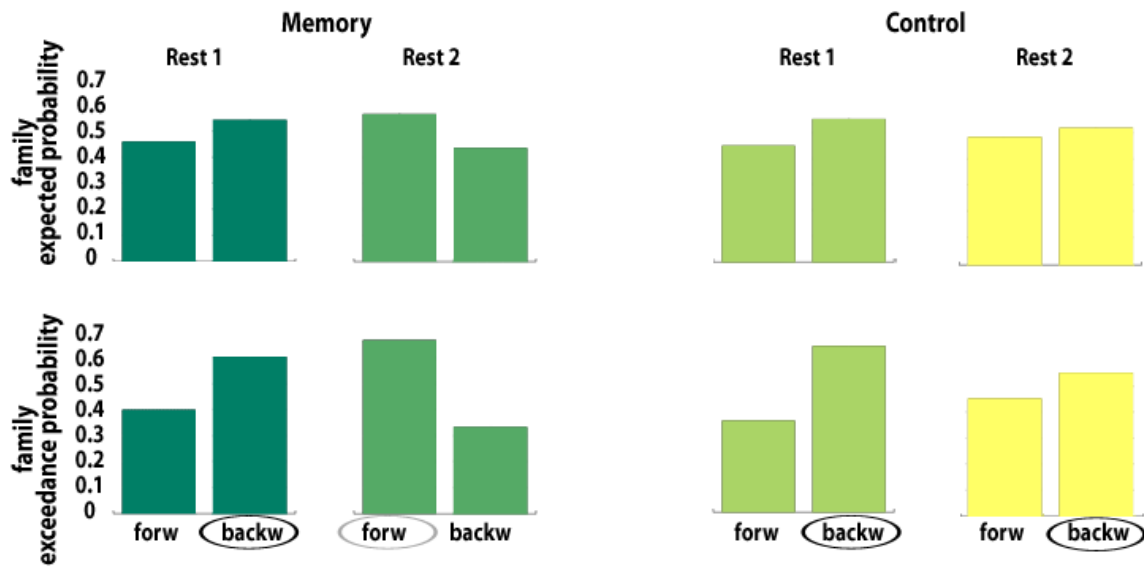 Memory
Control
Rest 1
Rest 2
Rest 1
Rest 2
family
expected probability
0.7
0.6
0.5
0.4
0.3
0.2
0.1
0
family
exceedance probability
0.7
0.6
0.5
0.4
0.3
0.2
0.1
0
forw
backw
forw
backw
forw
backw
forw
backw